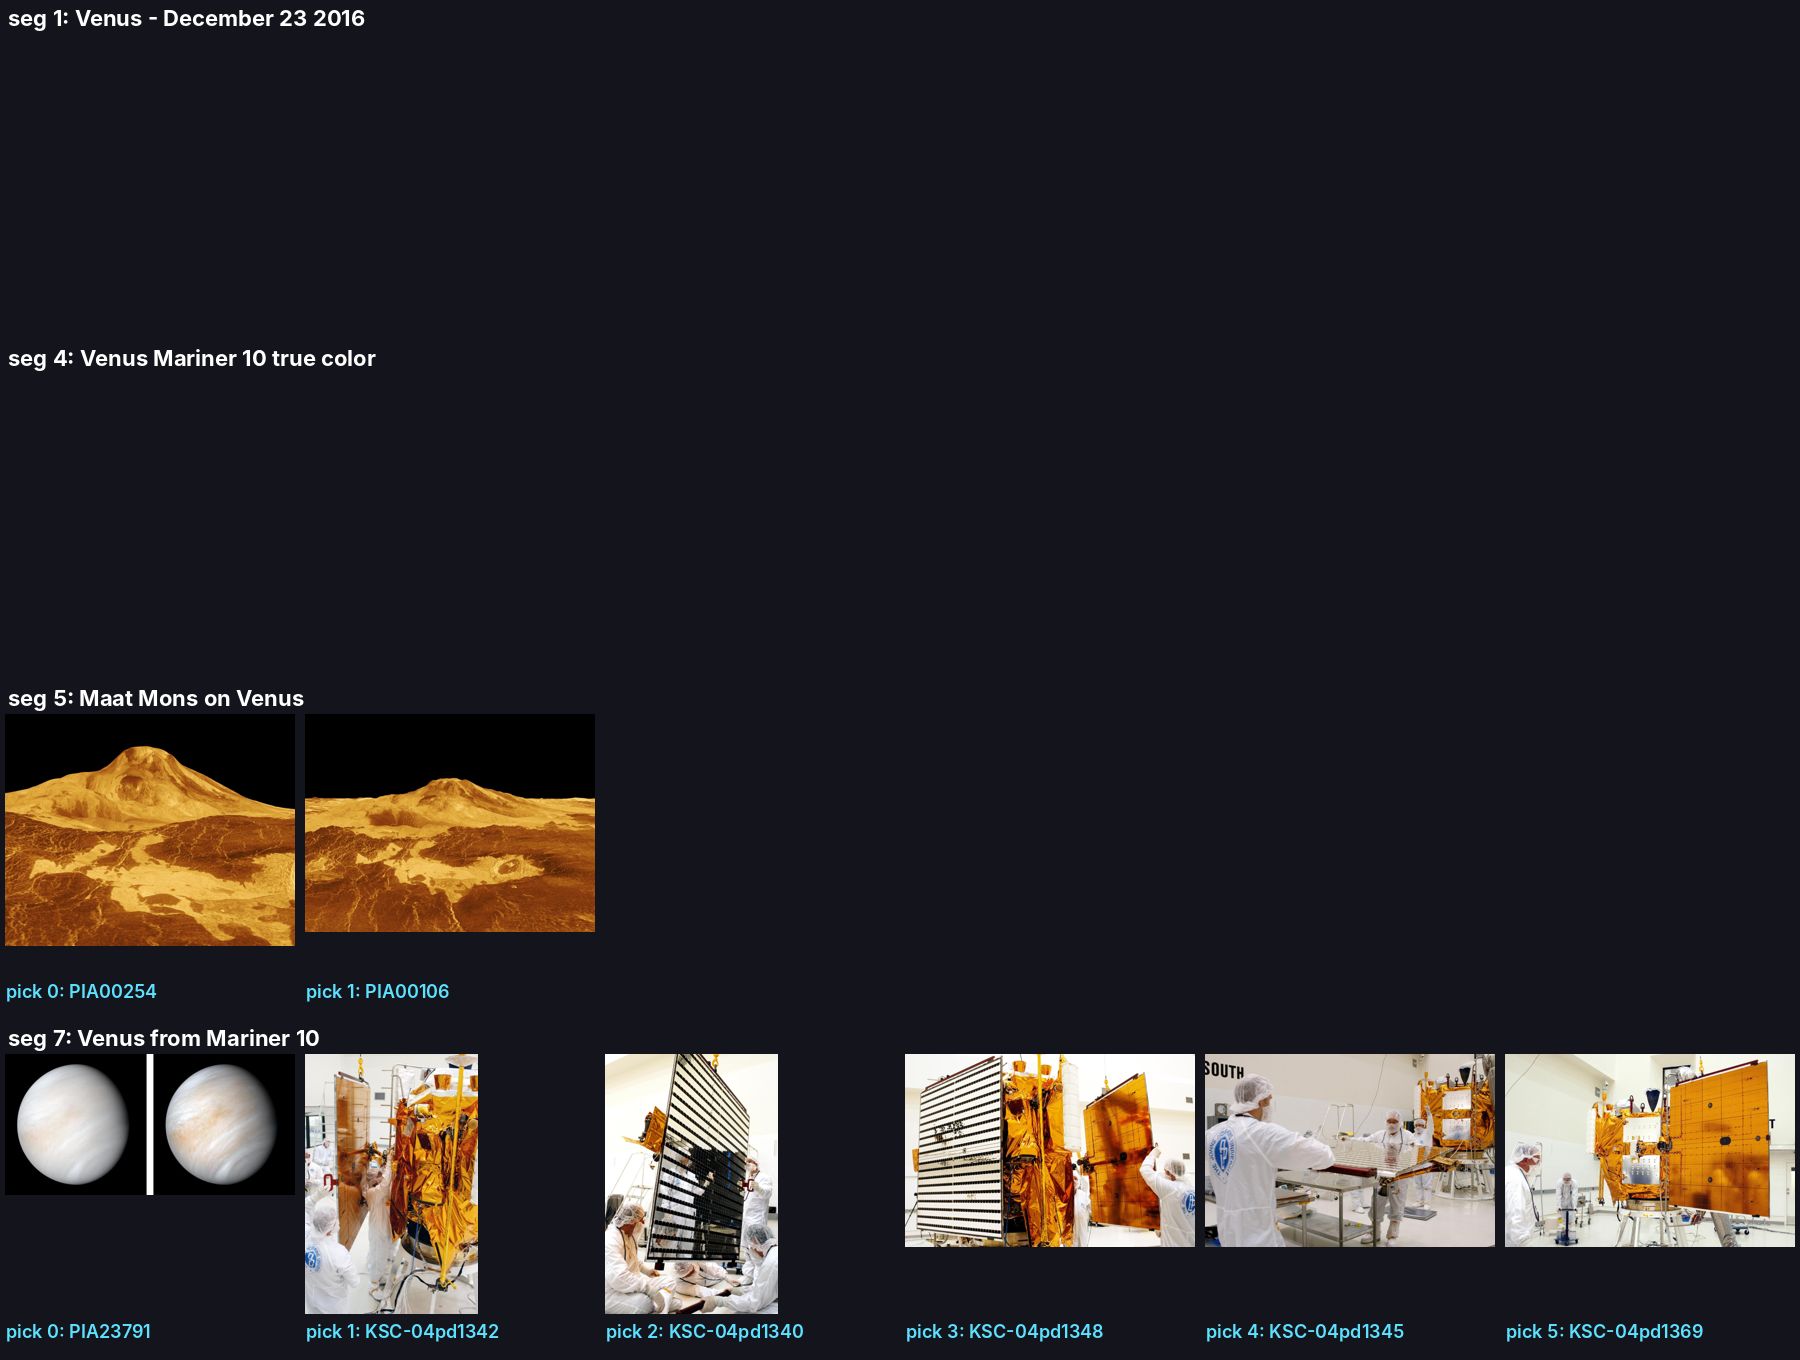 seg 1: Venus - December 23 2016
seg 4: Venus Mariner 10 true color
seg 5: Maat Mons on Venus
pick 0: PIA00254
pick 1: PIA00106
seg 7: Venus from Mariner 10
SOUTH
T
pick 0: PIA23791
pick 1: KSC-04pd1342
pick 2: KSC-04pd1340
pick 3: KSC-04pd1348
pick 4: KSC-04pd1345
pick 5: KSC-04pd1369